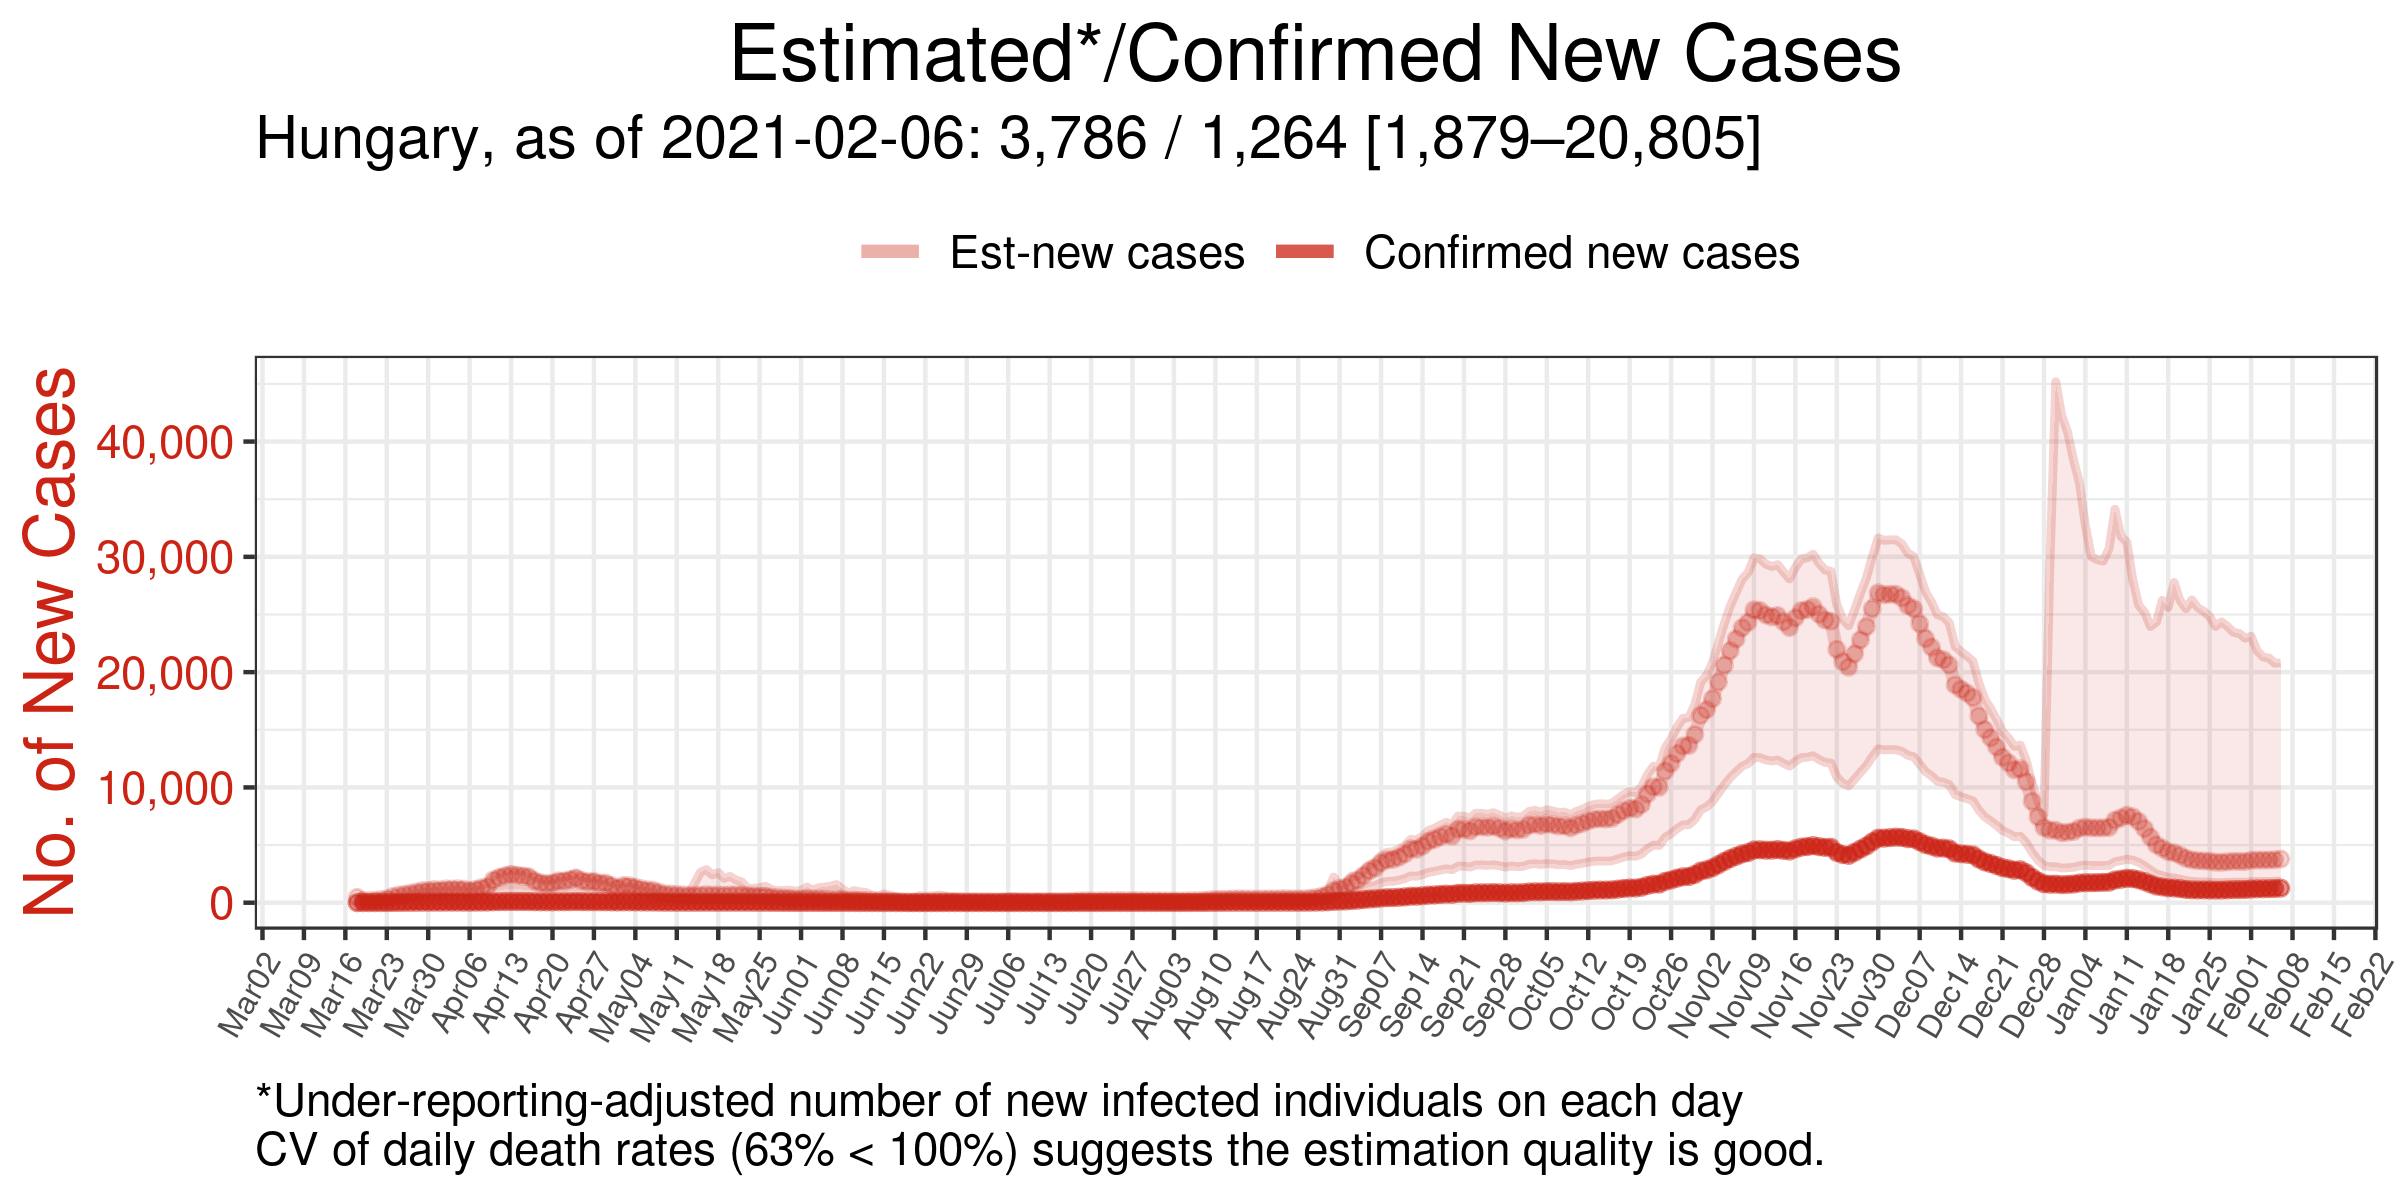 Estimated*/Confirmed New Cases
Hungary, as of 2021-02-06: 3,786 / 1,264 [1,879–20,805]
Est-new cases
Confirmed new cases
No. of New Cases
40,000
30,000
20,000
10,000
0
Mar02
Mar09
Mar16
Mar23
Mar30
Apr06
Apr13
Apr20
Apr27
May04
May11
May18
May25
Jun01
Jun08
Jun15
Jun22
Jun29
Jul06
Jul13
Jul20
Jul27
Aug03
Aug10
Aug17
Aug24
Aug31
Sep07
Sep14
Sep21
Sep28
Oct05
Oct12
Oct19
Oct26
Nov02
Nov09
Nov16
Nov23
Nov30
Dec07
Dec14
Dec21
Dec28
Jan04
Jan11
Jan18
Jan25
Feb01
Feb08
Feb15
Feb22
*Under-reporting-adjusted number of new infected individuals on each day
CV of daily death rates (63% < 100%) suggests the estimation quality is good.